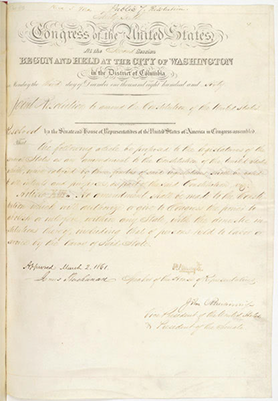 Congress of the United States
At the Second Session
BEGUN AND HELD AT THE CITY OF WASHINGTON
in the District of Columbia
Monday the third day of December one thousand eight hundred and sixty
Joint Resolution to amend the Constitution of the United States
Resolved by the Senate and House of Representatives of the United States of America in Congress assembled
That the following article be proposed to the Legislatures of the
several States as an amendment to the Constitution of the United States
which, when ratified by three-fourths of said Legislatures, shall be valid
to all intents and purposes, as part of the said Constitution,
No amendment shall be made to the Constitution
which will authorize or give to Congress the power to
abolish or interfere, within any State, with the domestic
institutions thereof, including that of persons held to labor or
service by the laws of said State.
Approved March 2, 1861
James Buchanan
Speaker of the House of Representatives
Vice President of the United States
President of the Senate